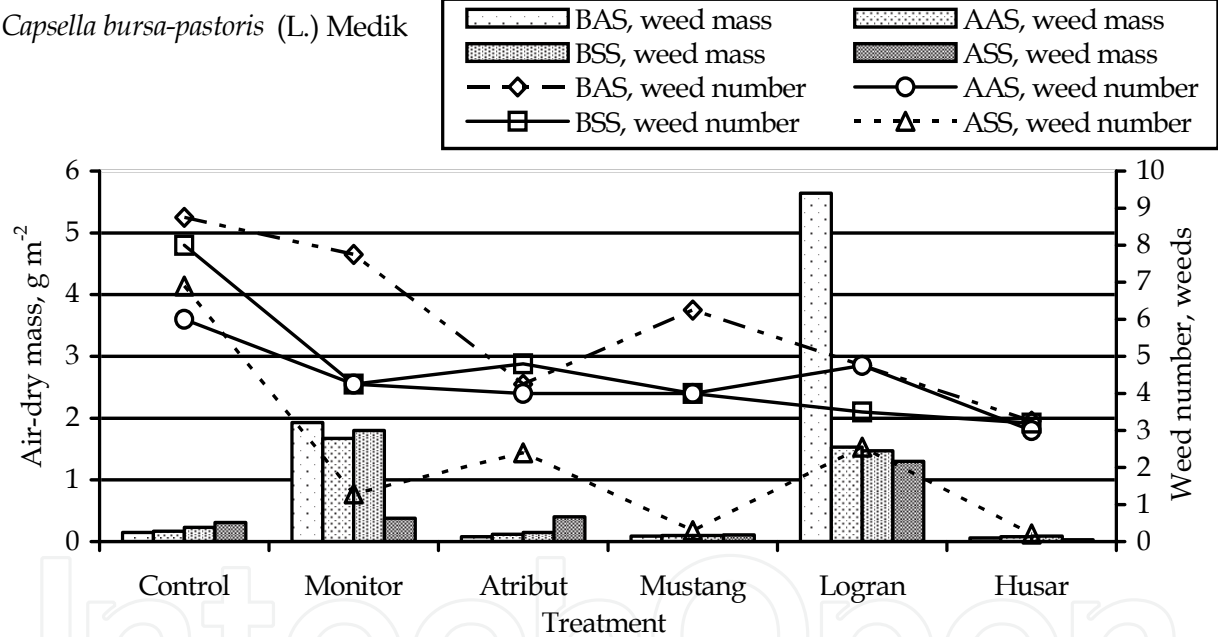 Capsella bursa-pastoris (L.) Medik
BAS, weed mass
AAS, weed mass
BSS, weed mass
ASS, weed mass
BAS, weed number
AAS, weed number
BSS, weed number
ASS, weed number
Air-dry mass, g m-2
6
5
4
3
2
1
0
10
9
8
7
6
5
4
3
2
1
0
Weed number, weeds
Control Monitor Atribut Mustang Logran Husar
Treatment
IntechOpen